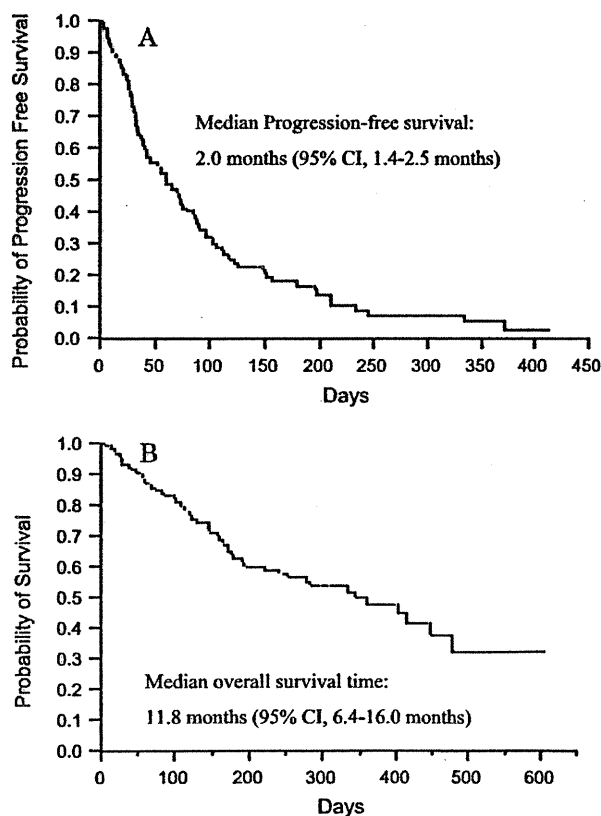 A
Probability of Progression Free Survival
1.0
0.9
0.8
0.7
0.6
0.5
0.4
0.3
0.2
0.1
0.0
Median Progression-free survival:
2.0 months (95% CI, 1.4-2.5 months)
0 50 100 150 200 250 300 350 400 450
Days
B
Probability of Survival
1.0
0.9
0.8
0.7
0.6
0.5
0.4
0.3
0.2
0.1
0.0
Median overall survival time:
11.8 months (95% CI, 6.4-16.0 months)
0 100 200 300 400 500 600
Days